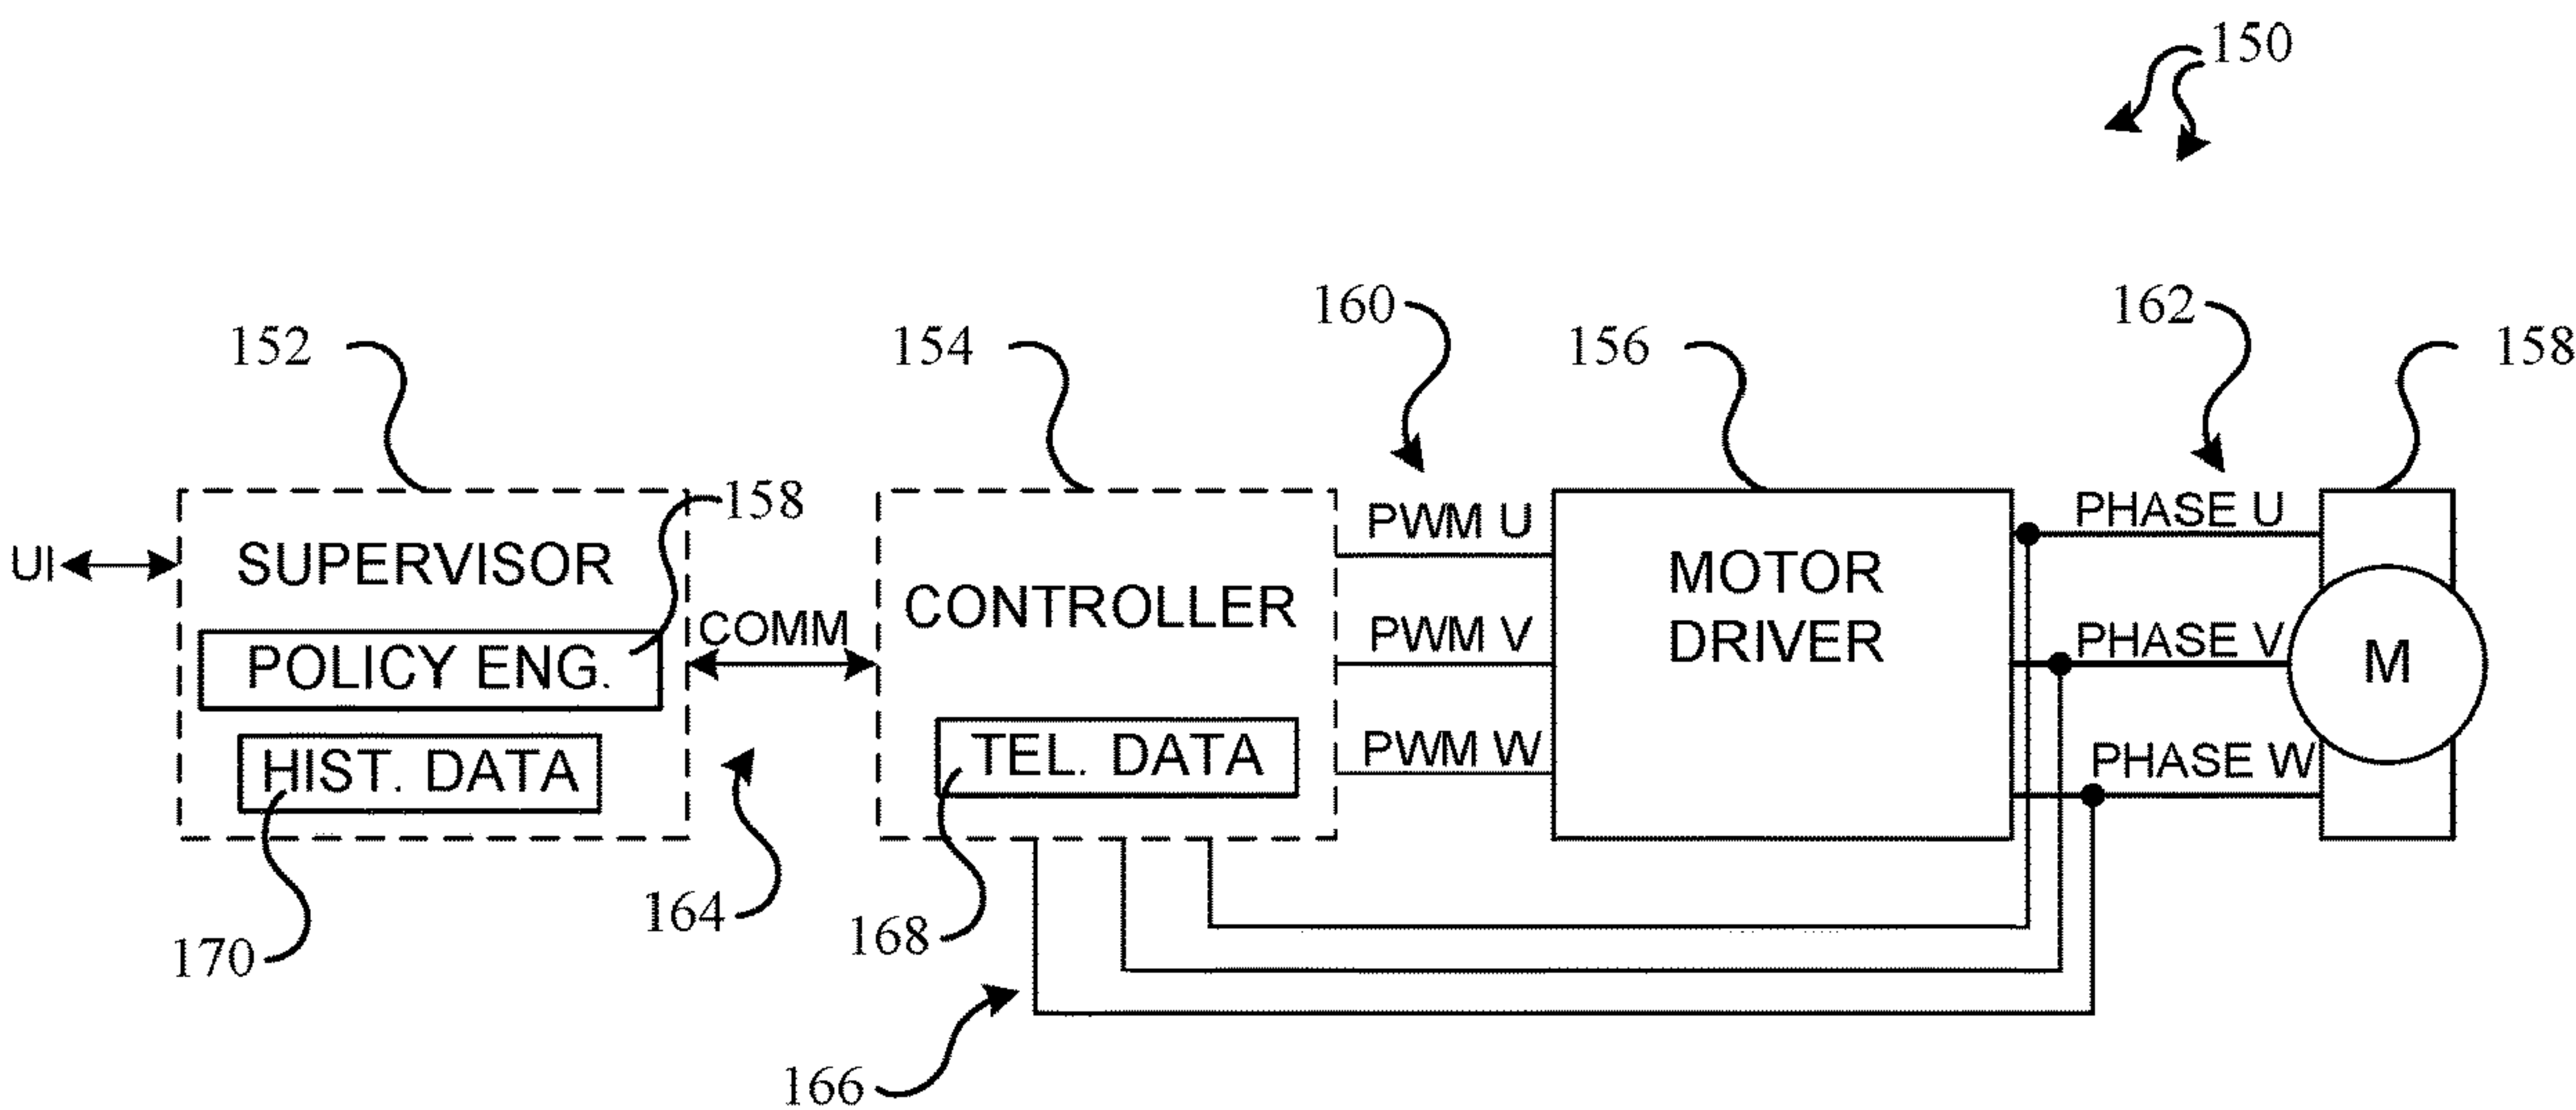 150
160
162
152
154
156
158
158
PWM U
PHASE U
UI
SUPERVISOR
MOTOR
DRIVER
CONTROLLER
COMM
PWM V
PHASE V
POLICY ENG.
M
TEL. DATA
PWM W
PHASE W
HIST. DATA
164
168
170
166